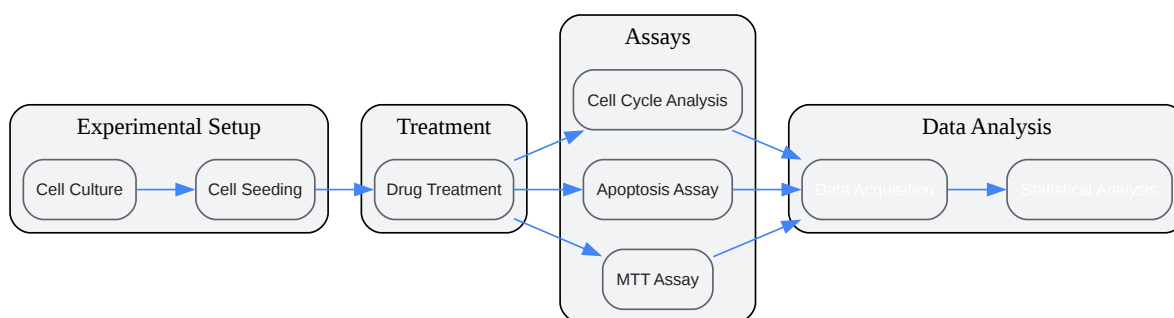 Experimental Setup
Cell Culture
Cell Seeding
Treatment
Drug Treatment
Assays
Cell Cycle Analysis
Apoptosis Assay
MTT Assay
Data Analysis
Data Acquisition
Statistical Analysis